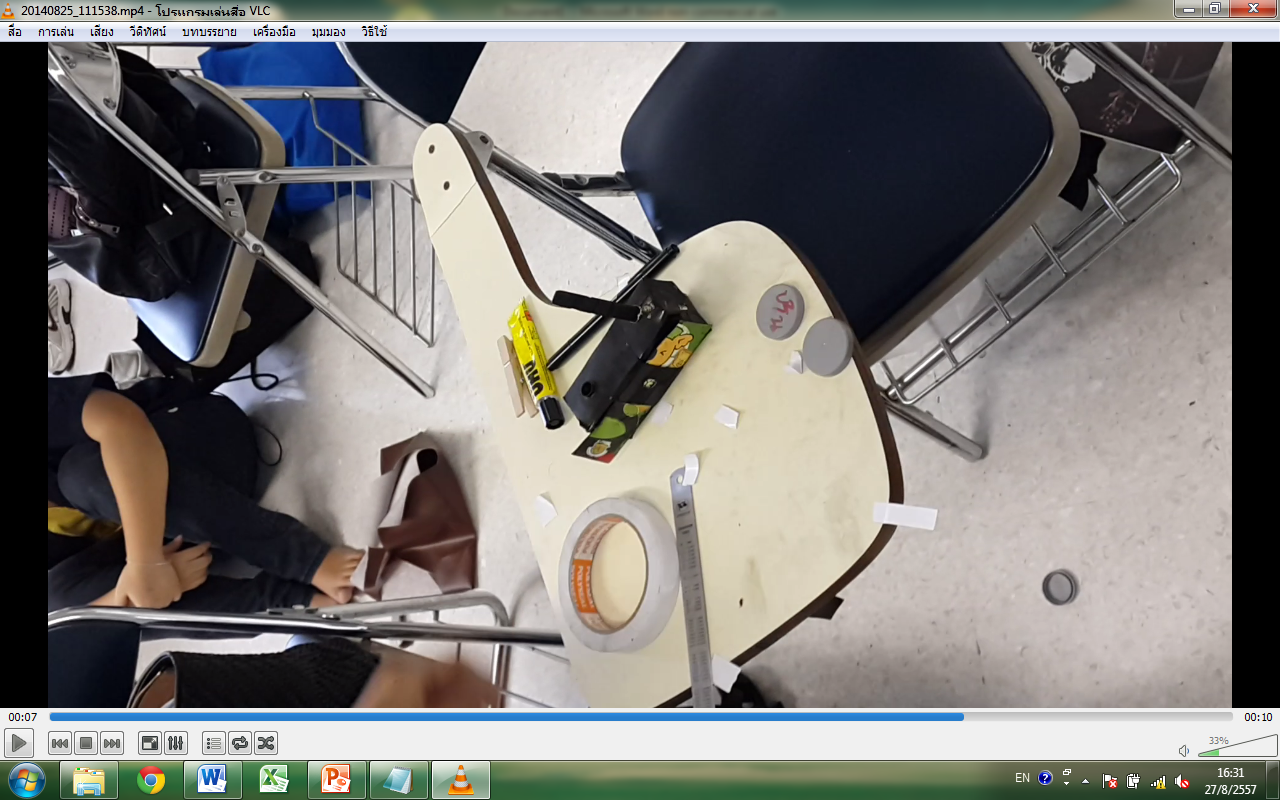 20140825_111538.mp4 - โปรแกรมเล่นสื่อ VLC
สื่อ การเล่น เสียง วีดิทัศน์ บทบรรยาย เครื่องมือ มุมมอง วิธีใช้
UHU
00:07
00:10
33%
EN
16:31
27/8/2557